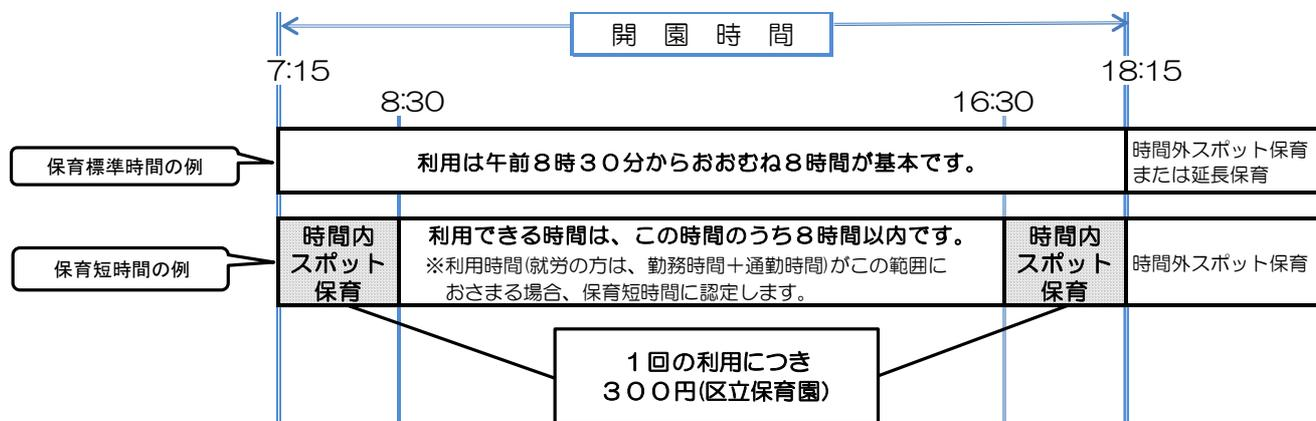 開園時間
7:15
18:15
8:30
16:30
保育標準時間の例
利用は午前８時３０分からおおむね８時間が基本です。
時間外スポット保育
または延長保育
保育短時間の例
時間内
スポット
保育
利用できる時間は、この時間のうち８時間以内です。
※利用時間(就労の方は、勤務時間＋通勤時間)がこの範囲に
おさまる場合、保育短時間に認定します。
時間内
スポット
保育
時間外スポット保育
１回の利用につき
３００円(区立保育園)